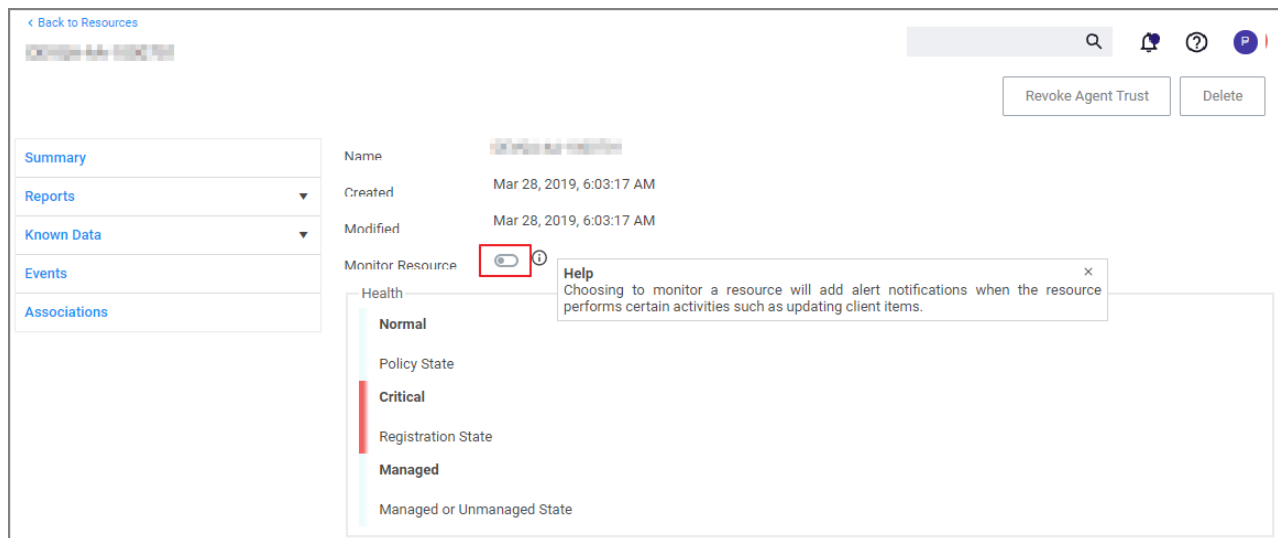 < Back to Resources
P
Revoke Agent Trust
Delete
Summary
Reports
Known Data
Events
Associations
Name
Created
Mar 28, 2019, 6:03:17 AM
Modified
Mar 28, 2019, 6:03:17 AM
Monitor Resource
Help
Choosing to monitor a resource will add alert notifications when the resource
performs certain activities such as updating client items.
Health
Normal
Policy State
Critical
Registration State
Managed
Managed or Unmanaged State